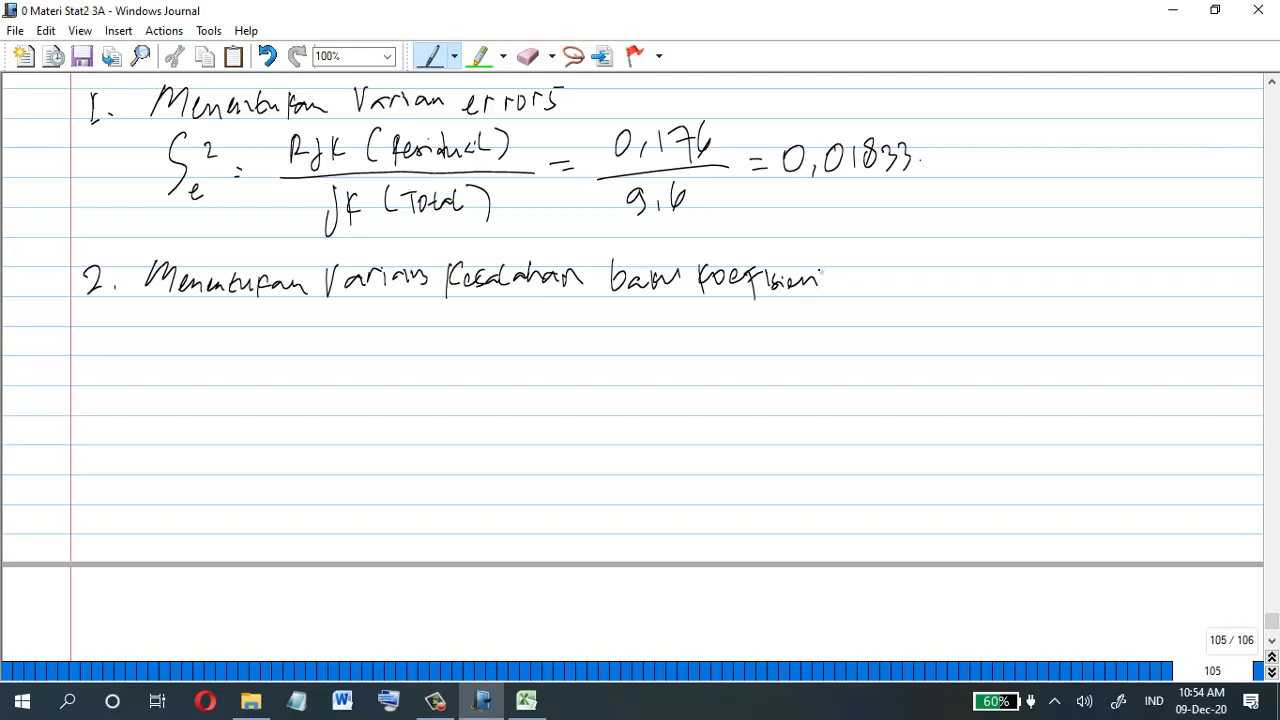 0 Materi Stat2 3A - Windows Journal
File Edit View Insert Actions Tools Help
100%
1. Menentukan Varian errors
S²e = RJK (Residual) / JK (Total) = 0,176 / 9,6 = 0,01833
2. Menentukan Varians Kesalahan baku koefisien
105 / 106
105
60%
IND
10:54 AM
09-Dec-20